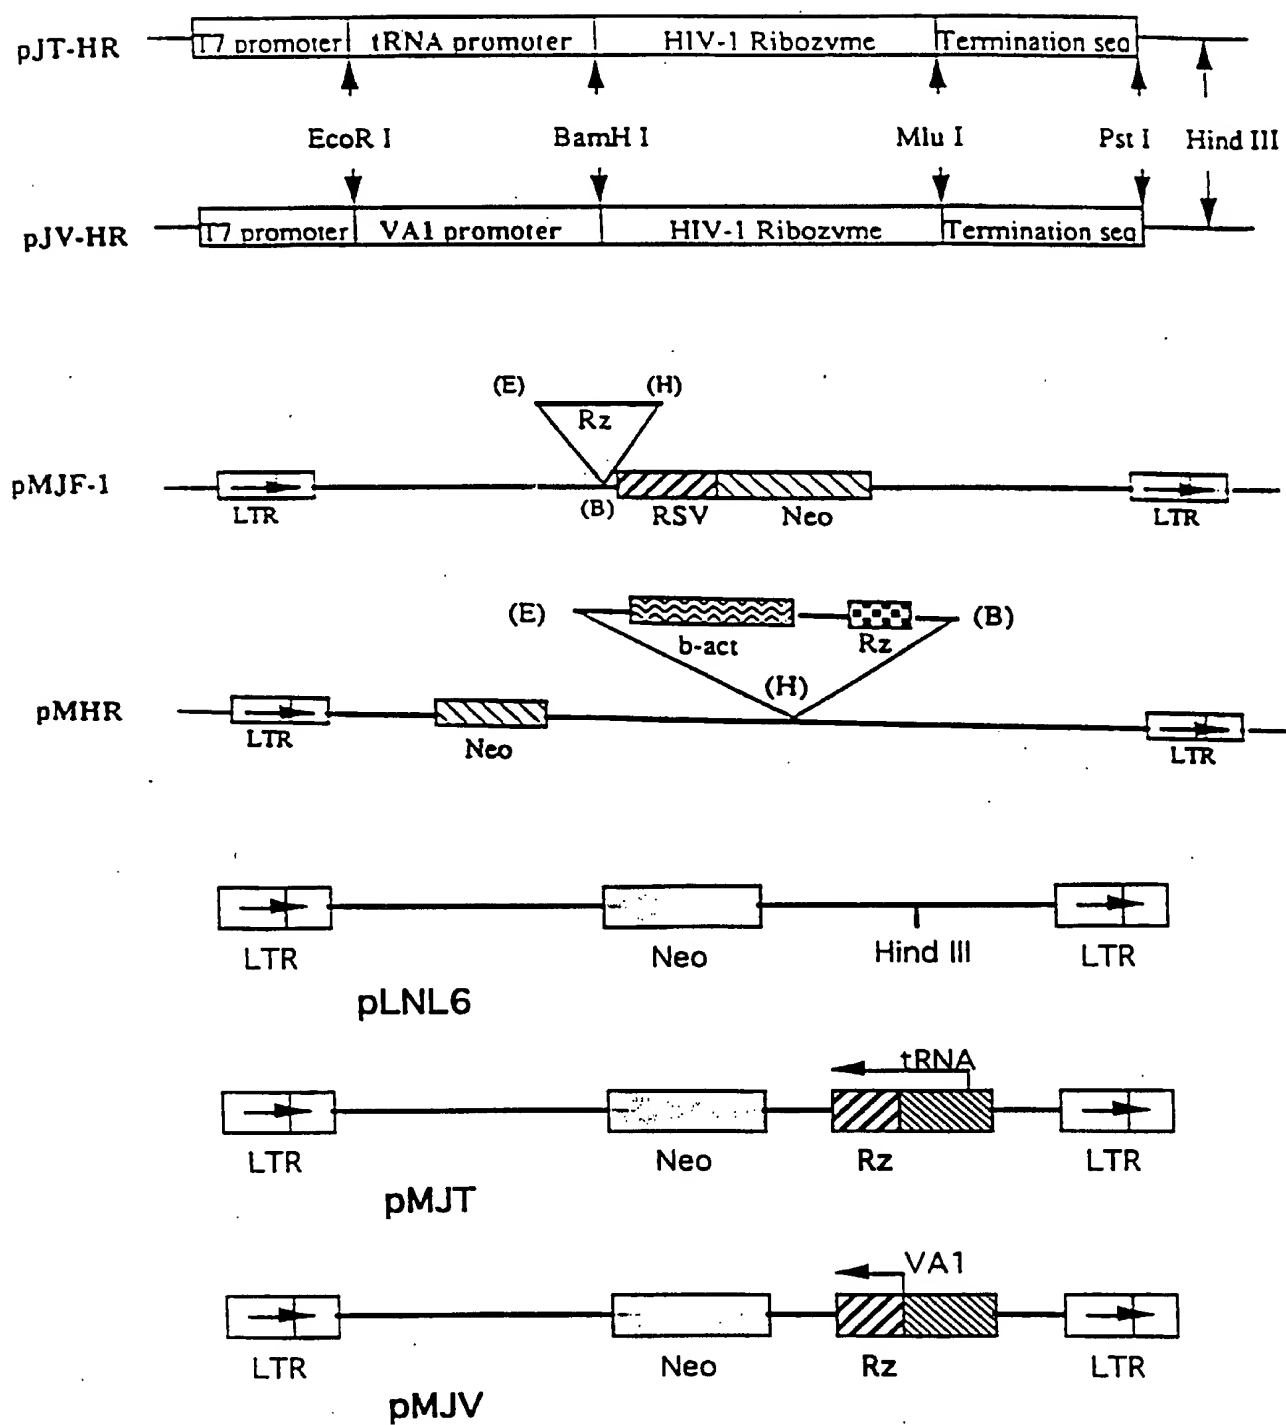 pJT-HR T7 promoter tRNA promoter HIV-1 Ribozyme Termination seq
EcoR I BamH I Mlu I Pst I Hind III
pJV-HR T7 promoter VA1 promoter HIV-1 Ribozyme Termination seq
(E) (H)
Rz
pMJF-1
LTR (B) RSV Neo LTR
(E) (B)
b-act Rz
(H)
pMHR
LTR Neo LTR
LTR Neo Hind III LTR
pLNL6
tRNA
LTR Neo Rz LTR
pMJT
VA1
LTR Neo Rz LTR
pMJV